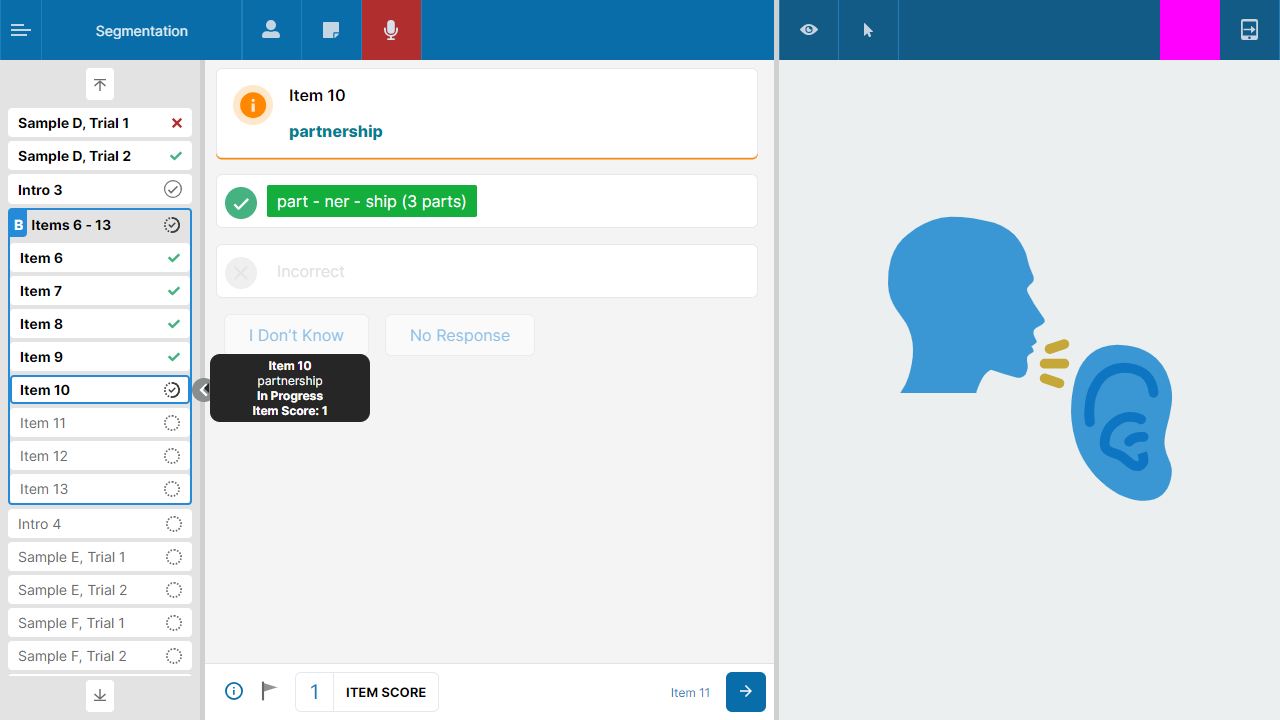 Segmentation
Sample D, Trial 1
Sample D, Trial 2
Intro 3
B Items 6 - 13
Item 6
Item 7
Item 8
Item 9
Item 10
Item 11
Item 12
Item 13
Intro 4
Sample E, Trial 1
Sample E, Trial 2
Sample F, Trial 1
Sample F, Trial 2
Item 10
partnership
part - ner - ship (3 parts)
Incorrect
I Don't Know
No Response
Item 10
partnership
In Progress
Item Score: 1
1 ITEM SCORE
Item 11